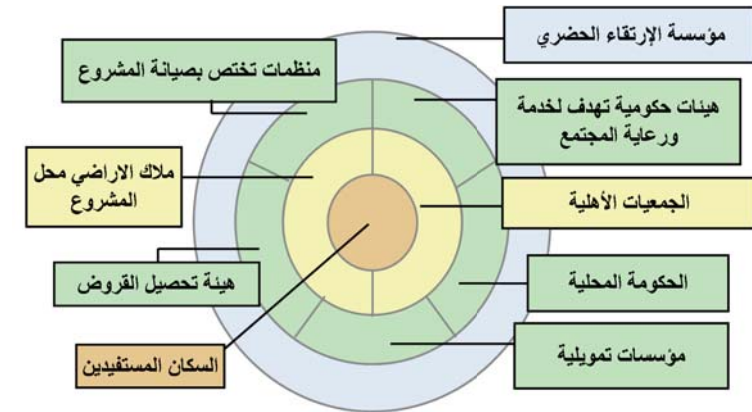 مؤسسة الإرتقاء الحضري
منظمات تختص بصيانة المشروع
هيئات حكومية تهدف لخدمة
ورعاية المجتمع
ملاك الاراضي محل
المشروع
الجمعيات الأهلية
هيئة تحصيل القروض
الحكومة المحلية
السكان المستفيدين
مؤسسات تمويلية